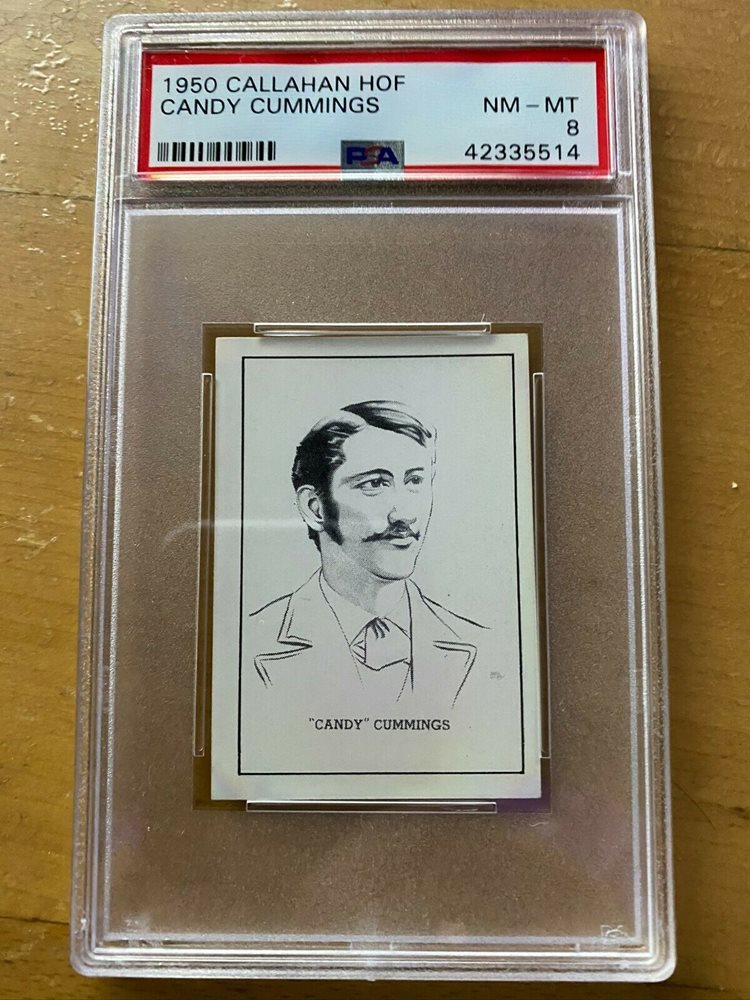 1950 CALLAHAN HOF
CANDY CUMMINGS NM – MT
8
PSA 42335514
"CANDY" CUMMINGS